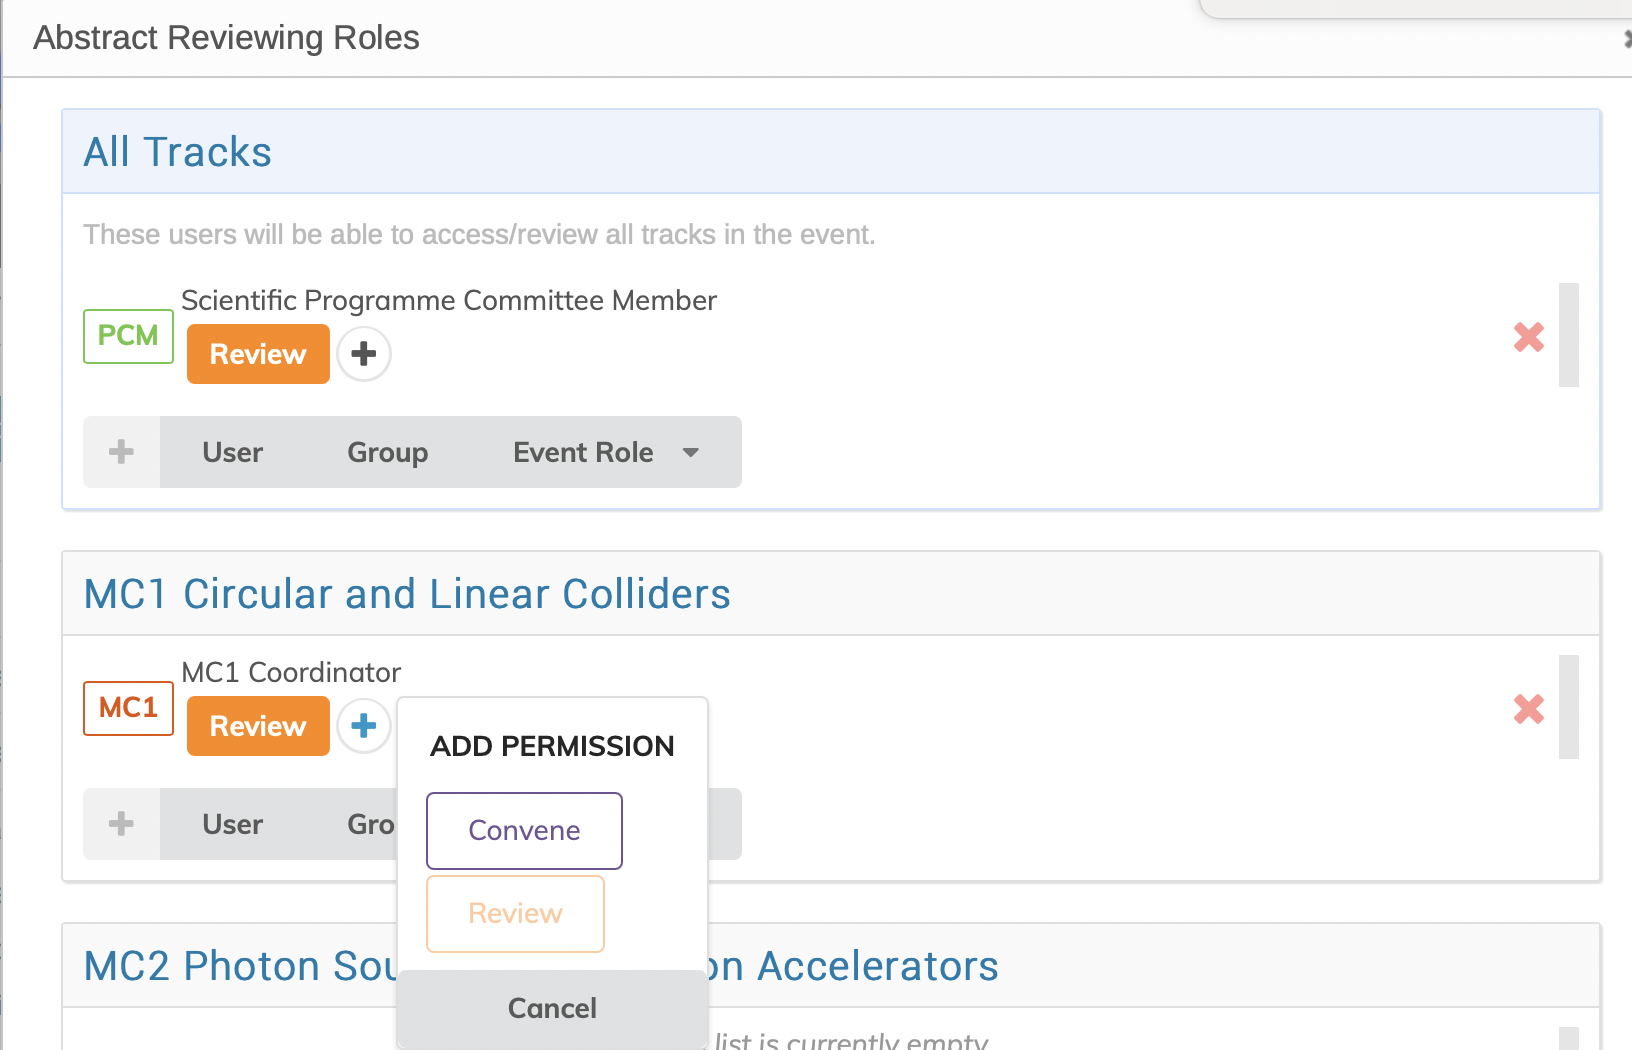 Abstract Reviewing Roles
All Tracks
These users will be able to access/review all tracks in the event.
Scientific Programme Committee Member
PCM
Review
User Group Event Role
MC1 Circular and Linear Colliders
MC1 Coordinator
MC1
Review
ADD PERMISSION
User Gro
Convene
Review
MC2 Photon Sou on Accelerators
Cancel
list is currently empty